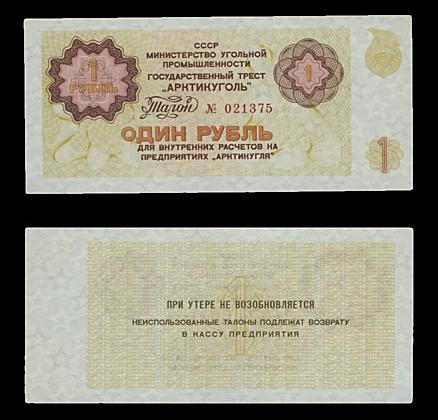 СССР
МИНИСТЕРСТВО УГОЛЬНОЙ
ПРОМЫШЛЕННОСТИ
ГОСУДАРСТВЕННЫЙ ТРЕСТ
„АРКТИКУГОЛЬ"
1
РУБЛЬ
1
Талон № 021375
ОДИН РУБЛЬ
ДЛЯ ВНУТРЕННИХ РАСЧЕТОВ НА
ПРЕДПРИЯТИЯХ „АРКТИКУГЛЯ"
1
1
ПРИ УТЕРЕ НЕ ВОЗОБНОВЛЯЕТСЯ
НЕИСПОЛЬЗОВАННЫЕ ТАЛОНЫ ПОДЛЕЖАТ ВОЗВРАТУ
В КАССУ ПРЕДПРИЯТИЯ